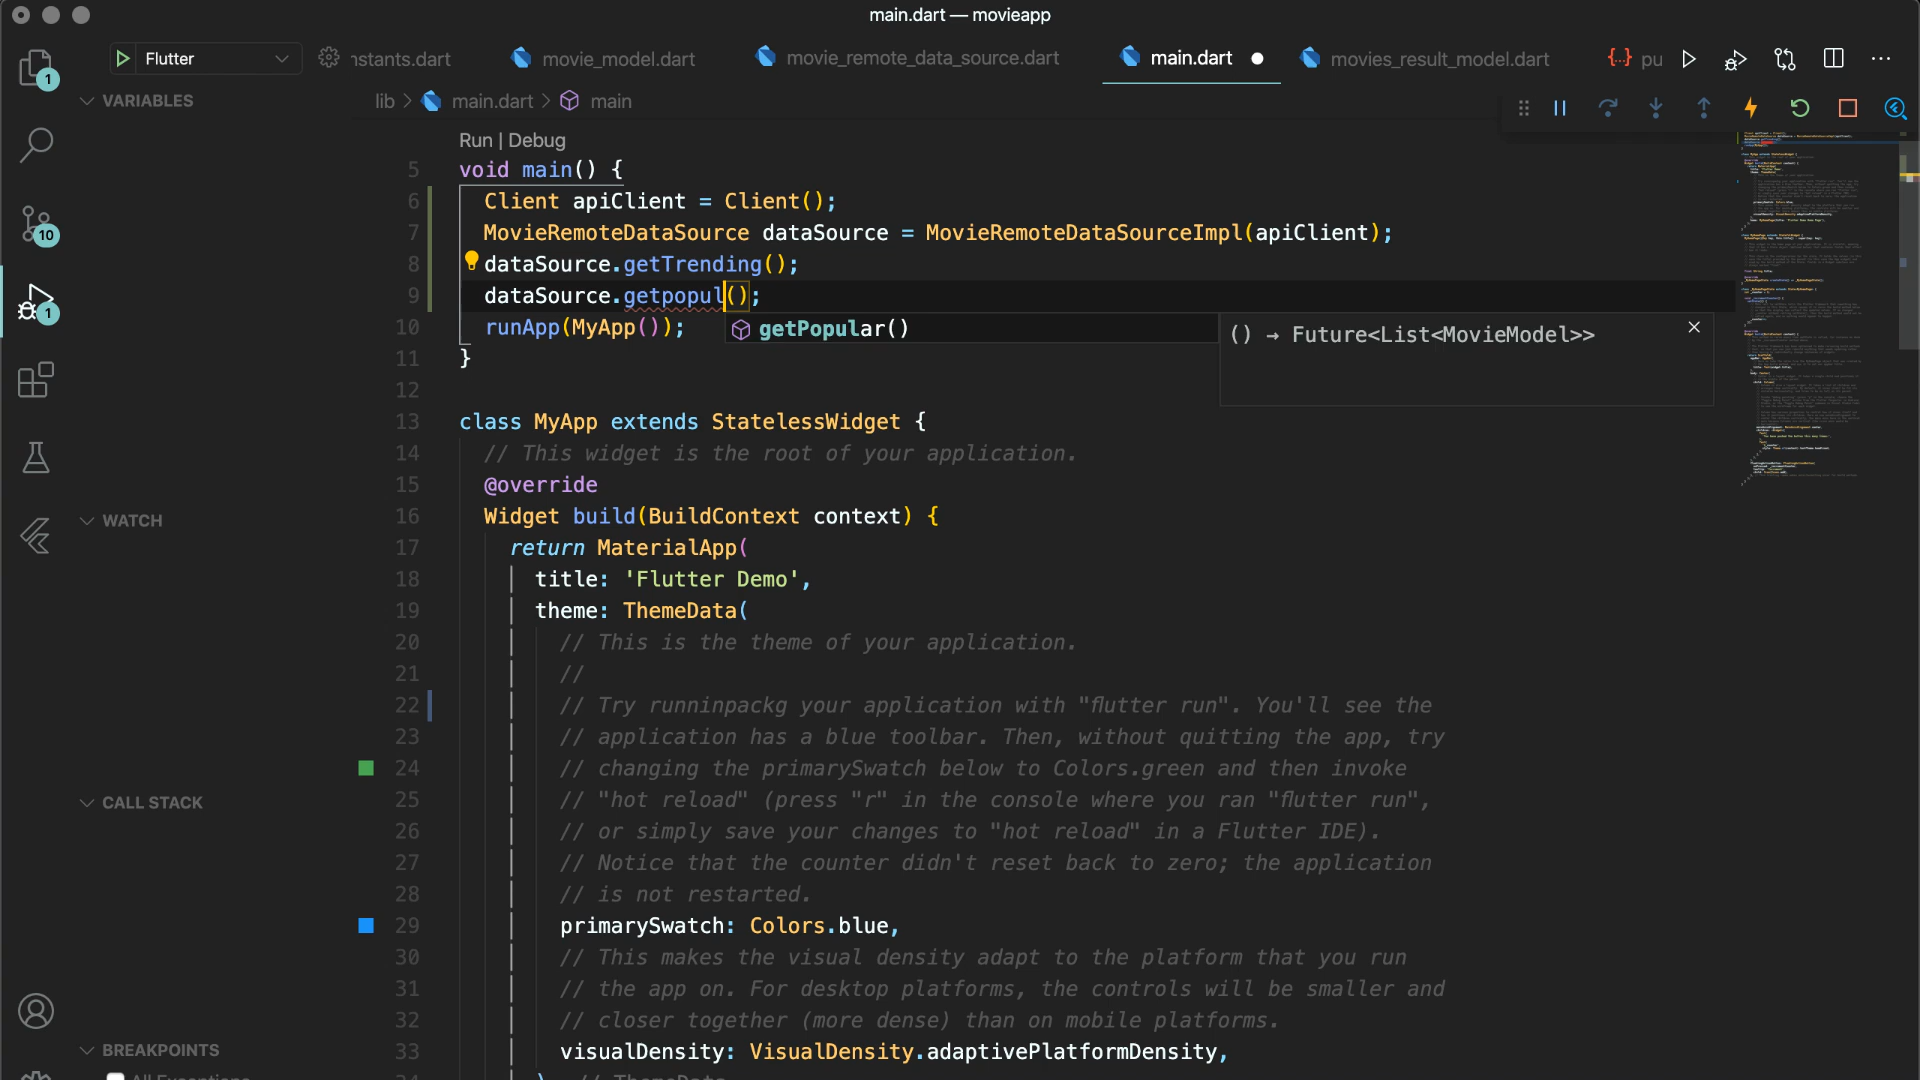 main.dart — movieapp
Flutter
nstants.dart
movie_model.dart
movie_remote_data_source.dart
main.dart
movies_result_model.dart
pu
VARIABLES
lib > main.dart > main
Run | Debug
5 void main() {
6 Client apiClient = Client();
7 MovieRemoteDataSource dataSource = MovieRemoteDataSourceImpl(apiClient);
8 dataSource.getTrending();
9 dataSource.getpopul();
10 runApp(MyApp());
getPopular()
() → Future<List<MovieModel>>
11 }
12
13 class MyApp extends StatelessWidget {
14 // This widget is the root of your application.
15 @override
16 Widget build(BuildContext context) {
17 return MaterialApp(
18 title: 'Flutter Demo',
19 theme: ThemeData(
20 // This is the theme of your application.
21 //
22 // Try runninpackg your application with "flutter run". You'll see the
23 // application has a blue toolbar. Then, without quitting the app, try
24 // changing the primarySwatch below to Colors.green and then invoke
25 // "hot reload" (press "r" in the console where you ran "flutter run",
26 // or simply save your changes to "hot reload" in a Flutter IDE).
27 // Notice that the counter didn't reset back to zero; the application
28 // is not restarted.
29 primarySwatch: Colors.blue,
30 // This makes the visual density adapt to the platform that you run
31 // the app on. For desktop platforms, the controls will be smaller and
32 // closer together (more dense) than on mobile platforms.
33 visualDensity: VisualDensity.adaptivePlatformDensity,
34 ), // ThemeData
1
10
1
WATCH
CALL STACK
BREAKPOINTS
All Exceptions